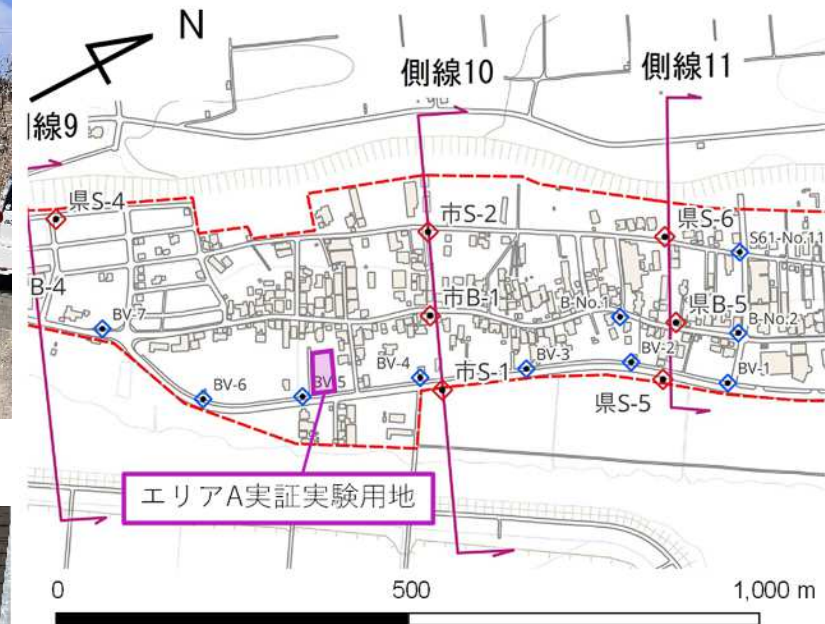 N
側線10
側線11
線9
県S-4
市S-2
県S-6
S61-No.11
B-4
市B-1
B-No.1
県B-5
B-No.2
BV-7
BV-6
BV-5
BV-4
市S-1
BV-3
BV-2
県S-5
BV-1
エリアA実証実験用地
0 500 1,000 m